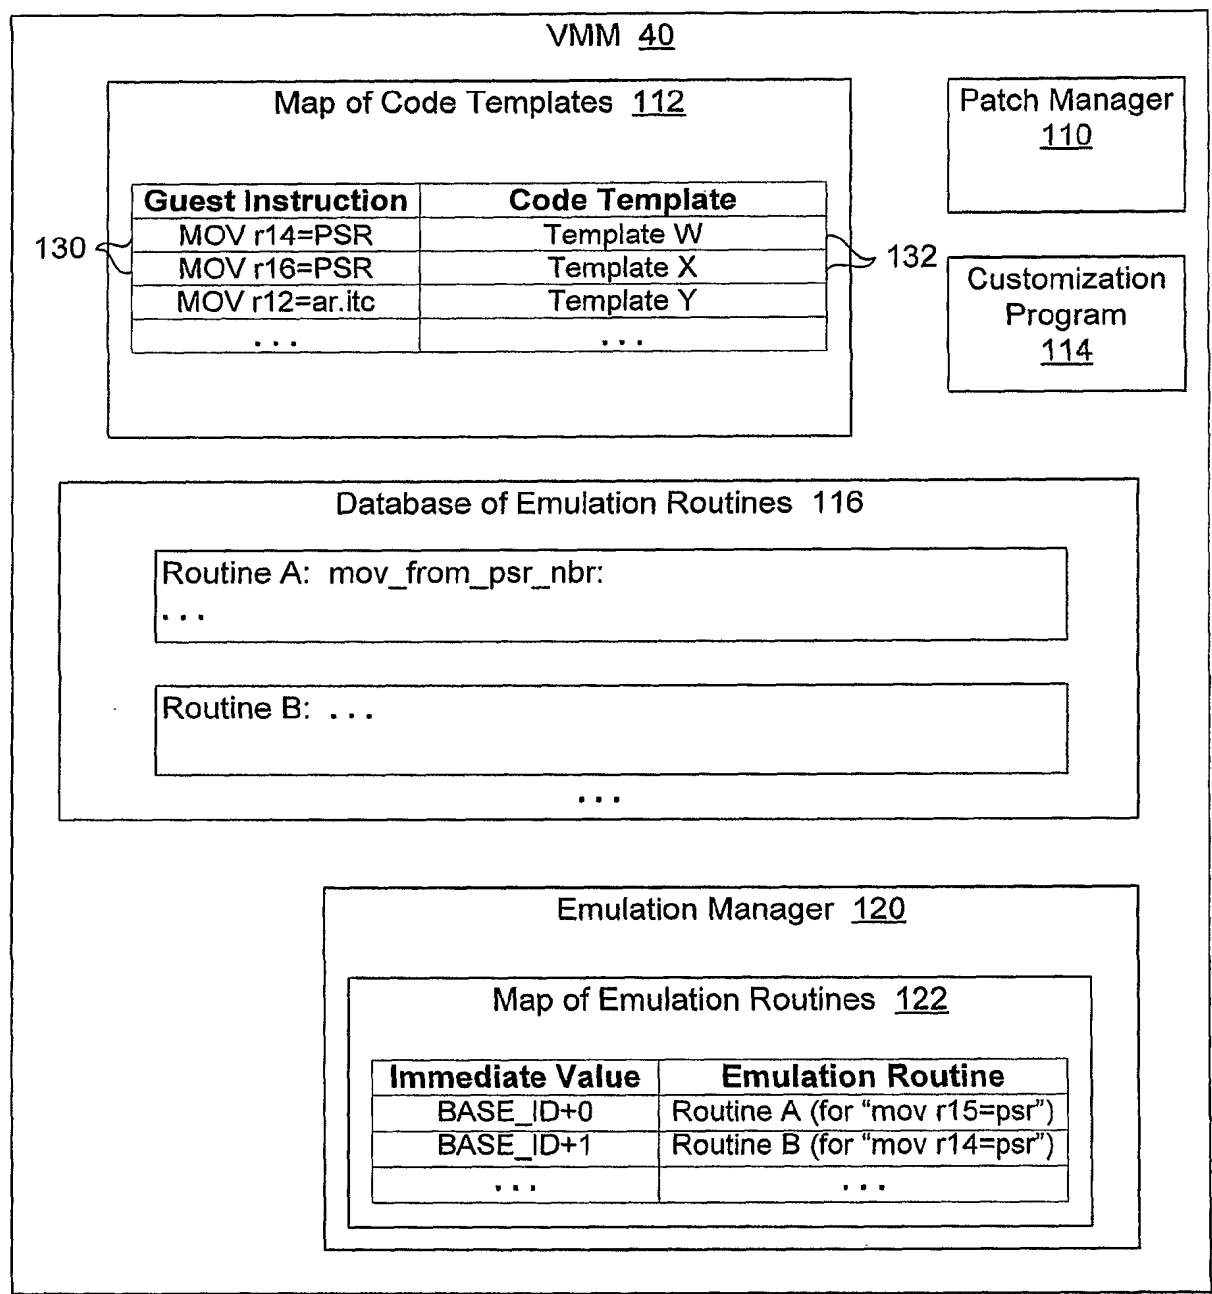 VMM 40
Map of Code Templates 112
Guest Instruction Code Template
MOV r14=PSR Template W
MOV r16=PSR Template X
MOV r12=ar.itc Template Y
... ...
130
132
Patch Manager
110
Customization
Program
114
Database of Emulation Routines 116
Routine A: mov_from_psr_nbr:
...
Routine B: ...
...
Emulation Manager 120
Map of Emulation Routines 122
Immediate Value Emulation Routine
BASE_ID+0 Routine A (for “mov r15=psr”)
BASE_ID+1 Routine B (for “mov r14=psr”)
... ...